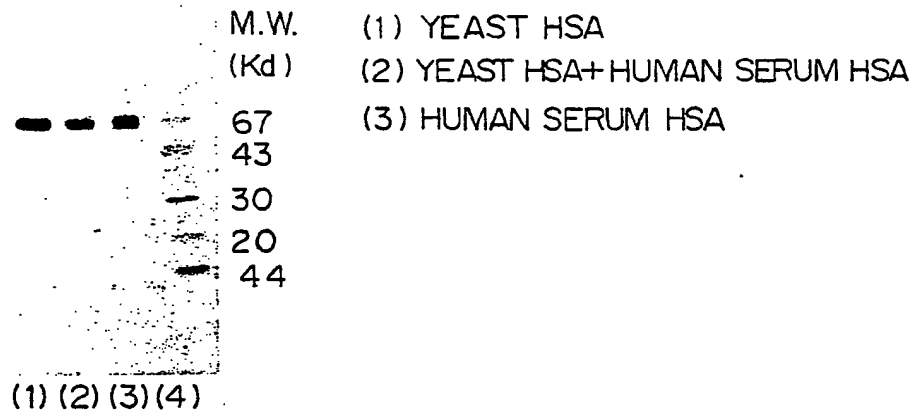 M.W.
(Kd)
67
43
30
20
44
(1) YEAST HSA
(2) YEAST HSA+HUMAN SERUM HSA
(3) HUMAN SERUM HSA
(1) (2) (3) (4)